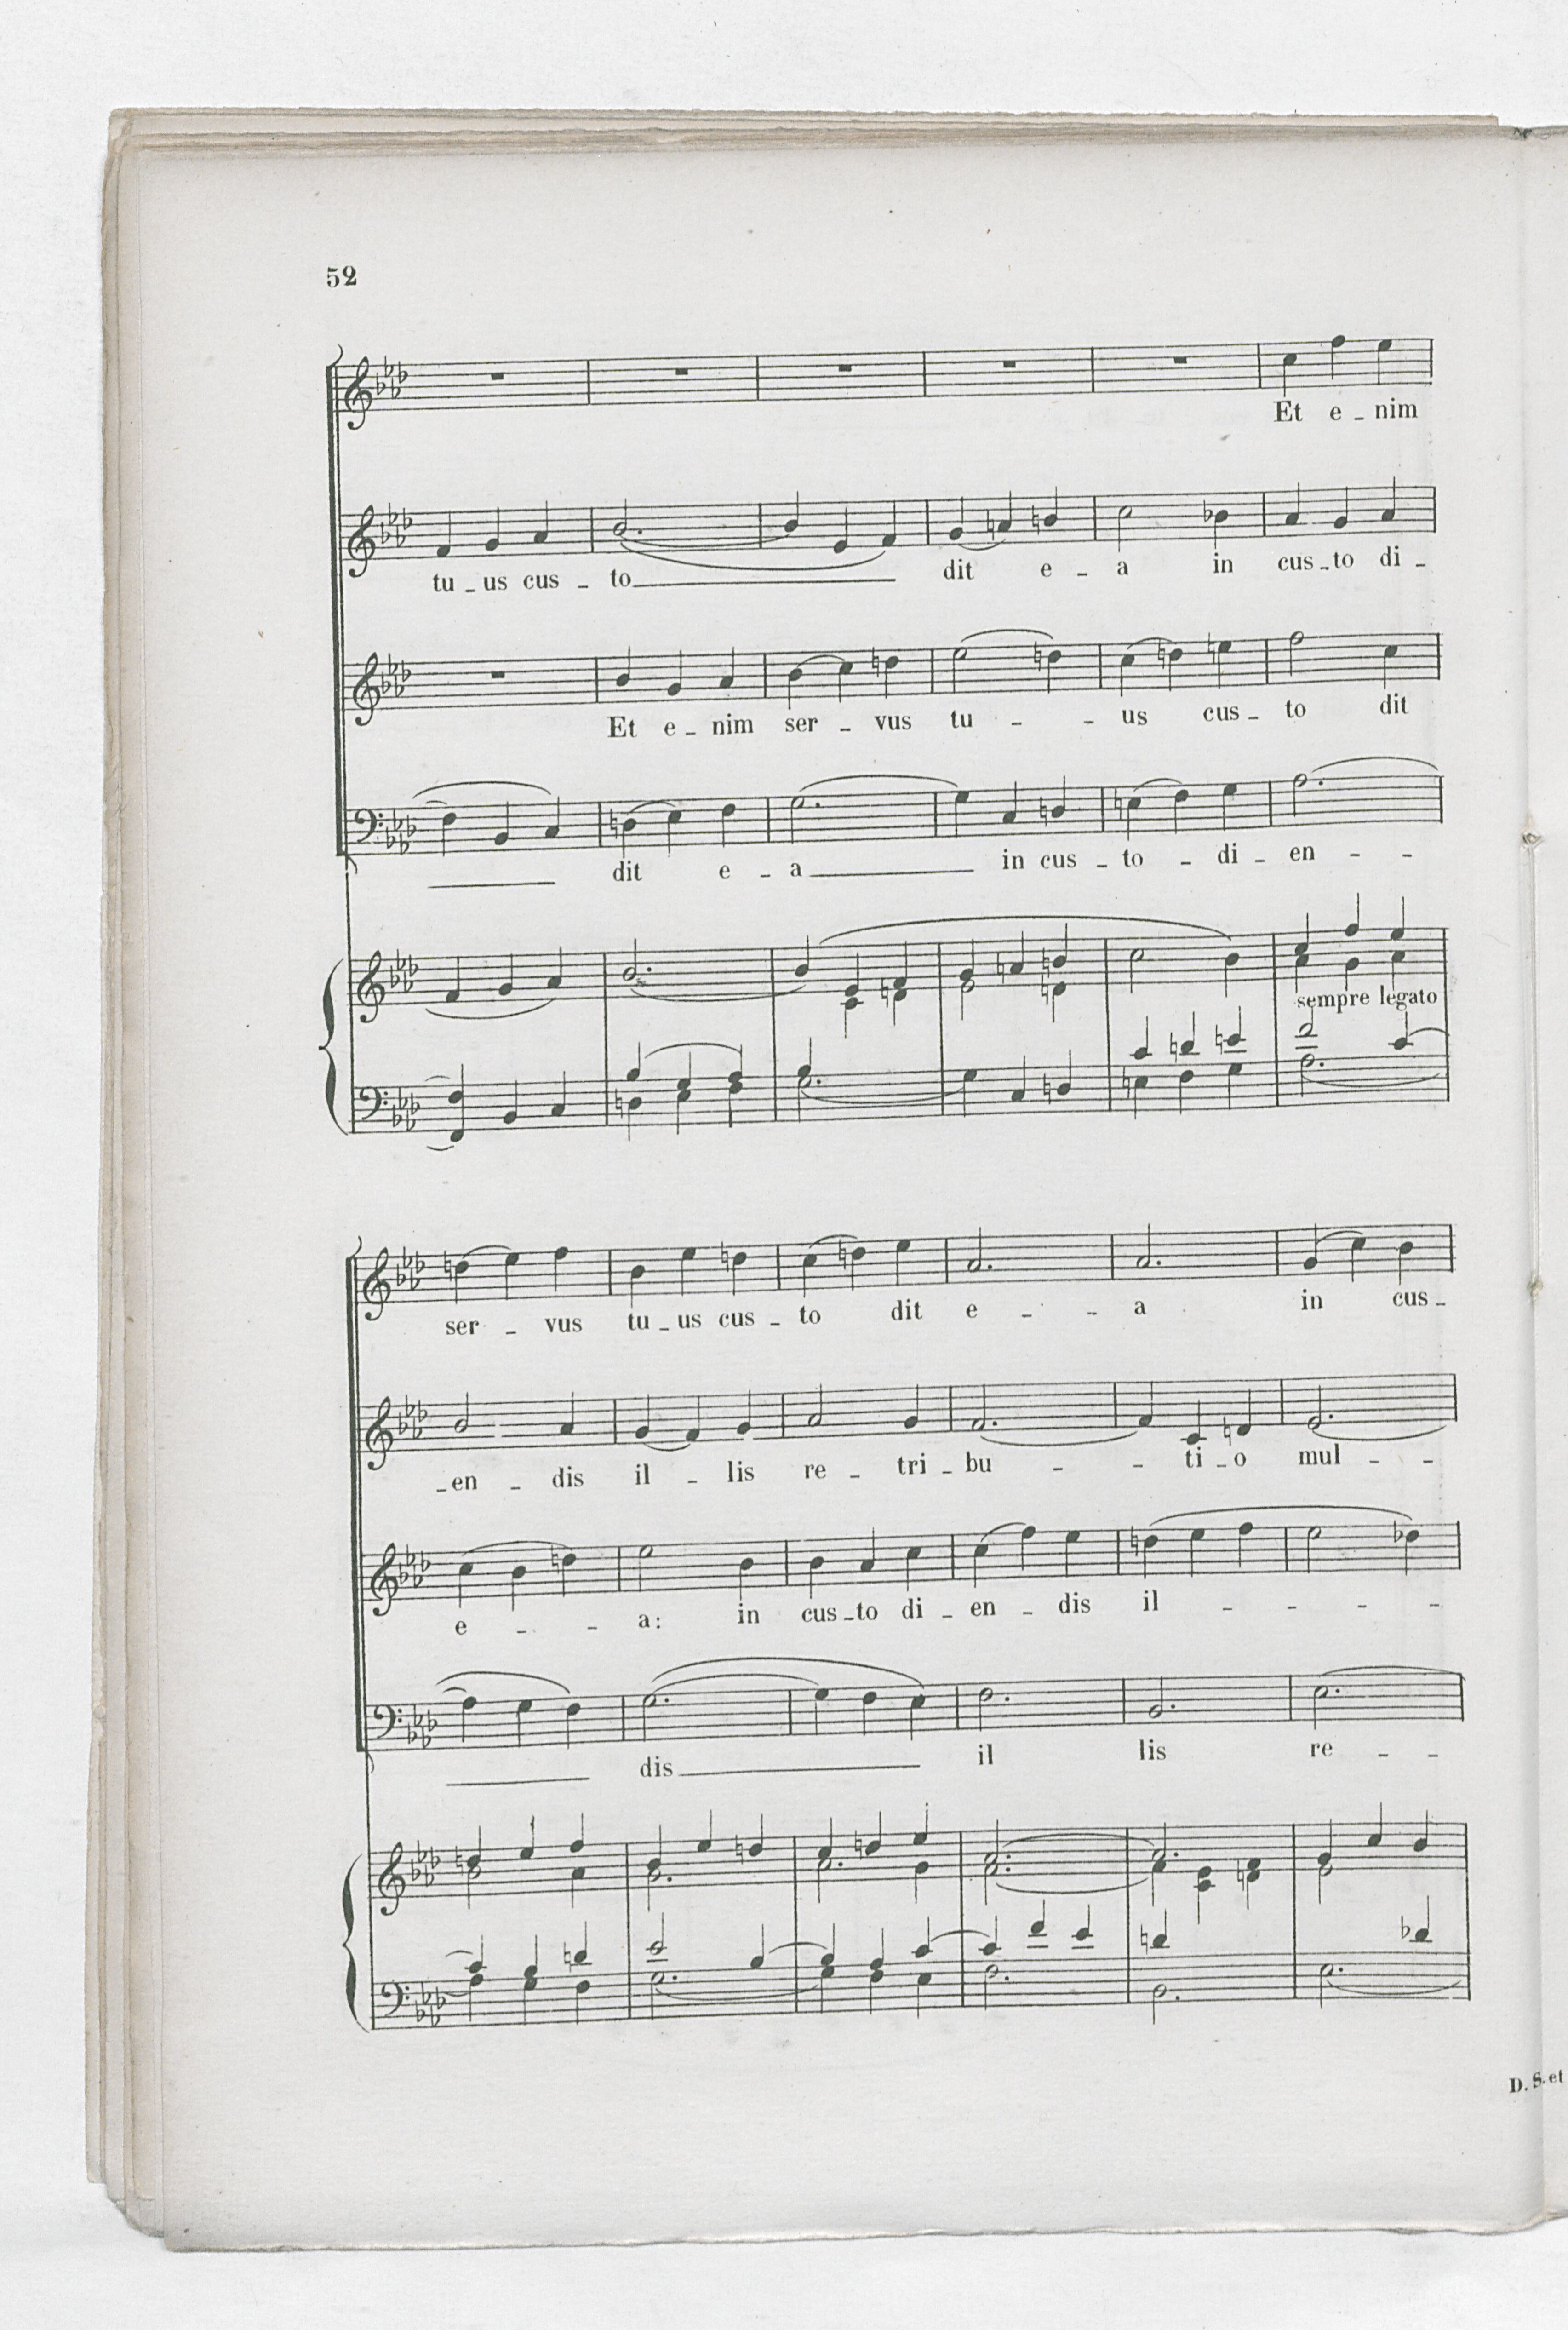 52
Et e _ nim
tu _ us cus _ to dit e _ a in cus _ to di _
Et e _ nim ser _ vus tu _ _ us cus _ to dit
dit e _ a in cus _ to _ di _ en _ _
sempre legato
ser _ vus tu _ us cus _ to dit e _ _ a in cus _
_ en _ dis il _ lis re _ tri _ bu _ _ ti _ o mul _ _
e _ _ a: in cus _ to di _ en _ dis il _ _ _ _
dis il lis re _ _
D. S. et